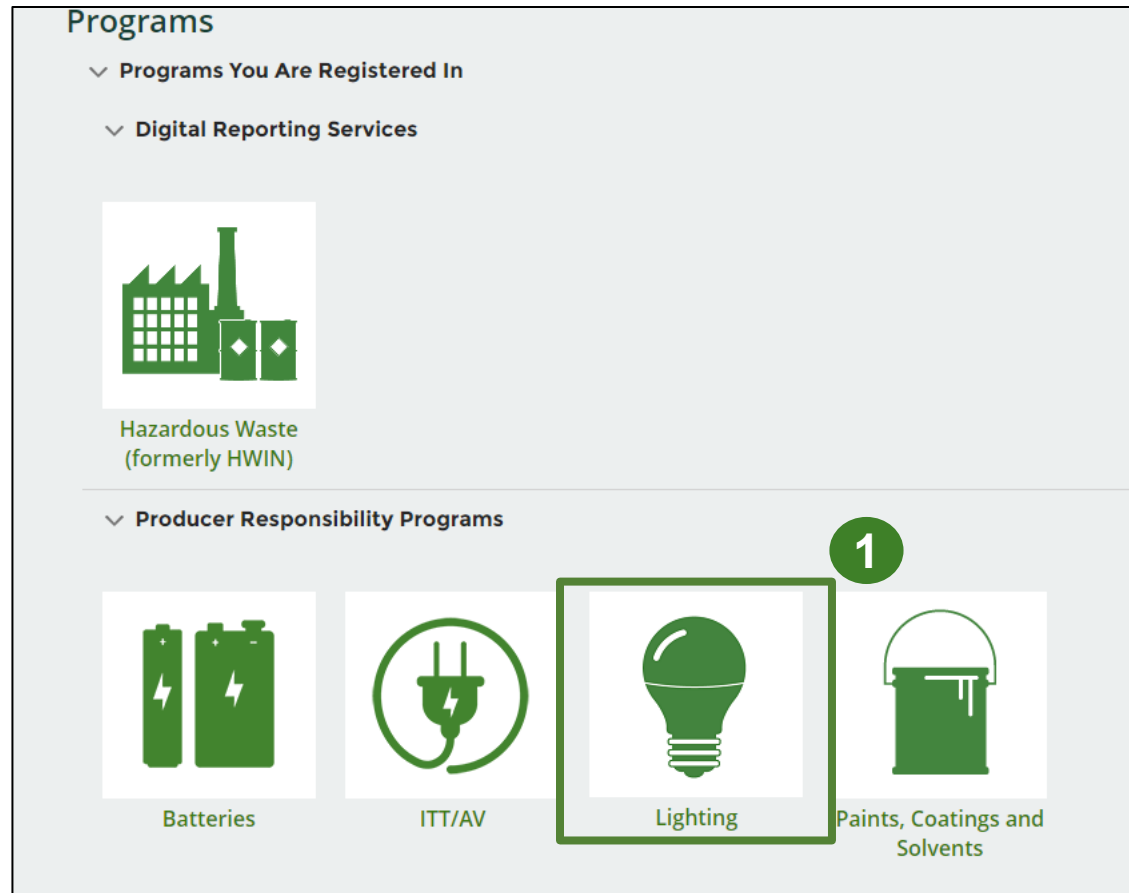 Programs
Programs You Are Registered In
Digital Reporting Services
Hazardous Waste
(formerly HWIN)
Producer Responsibility Programs
1
Batteries
ITT/AV
Lighting
Paints, Coatings and
Solvents